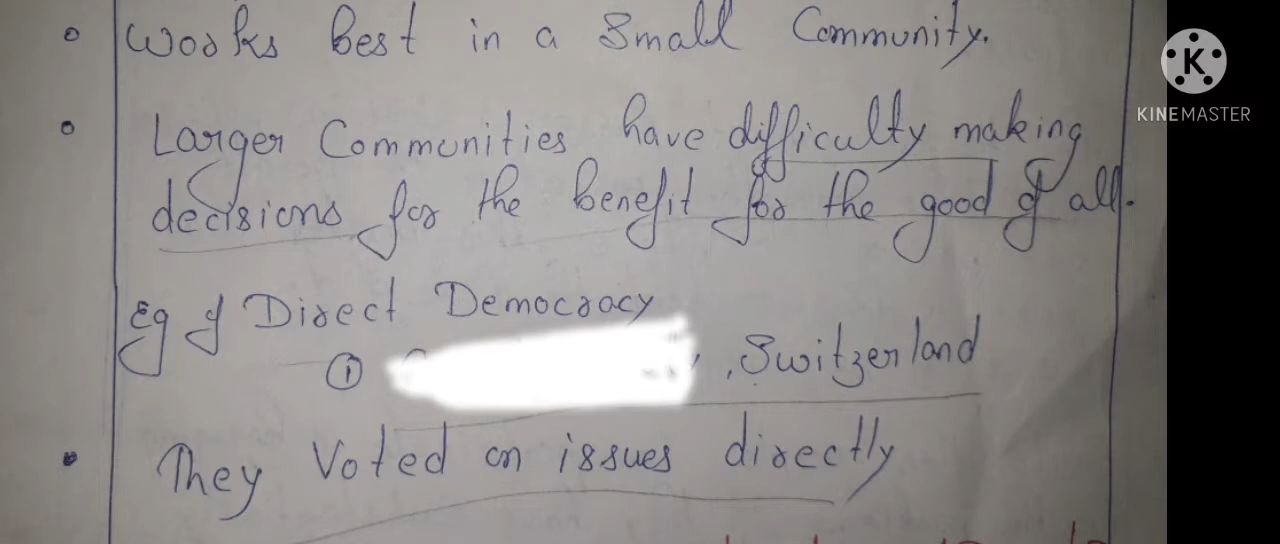 Works best in a Small Community.
Larger Communities have difficulty making
decisions for the benefit for the good of all.
Eg of Direct Democracy
① , Switzerland
They Voted on issues directly
KINEMASTER